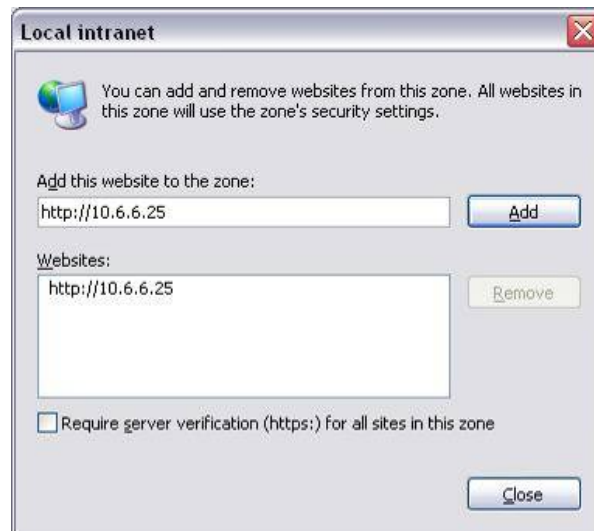 Local intranet
You can add and remove websites from this zone. All websites in
this zone will use the zone's security settings.
Add this website to the zone:
http://10.6.6.25
Add
Websites:
http://10.6.6.25
Remove
Require server verification (https:) for all sites in this zone
Close